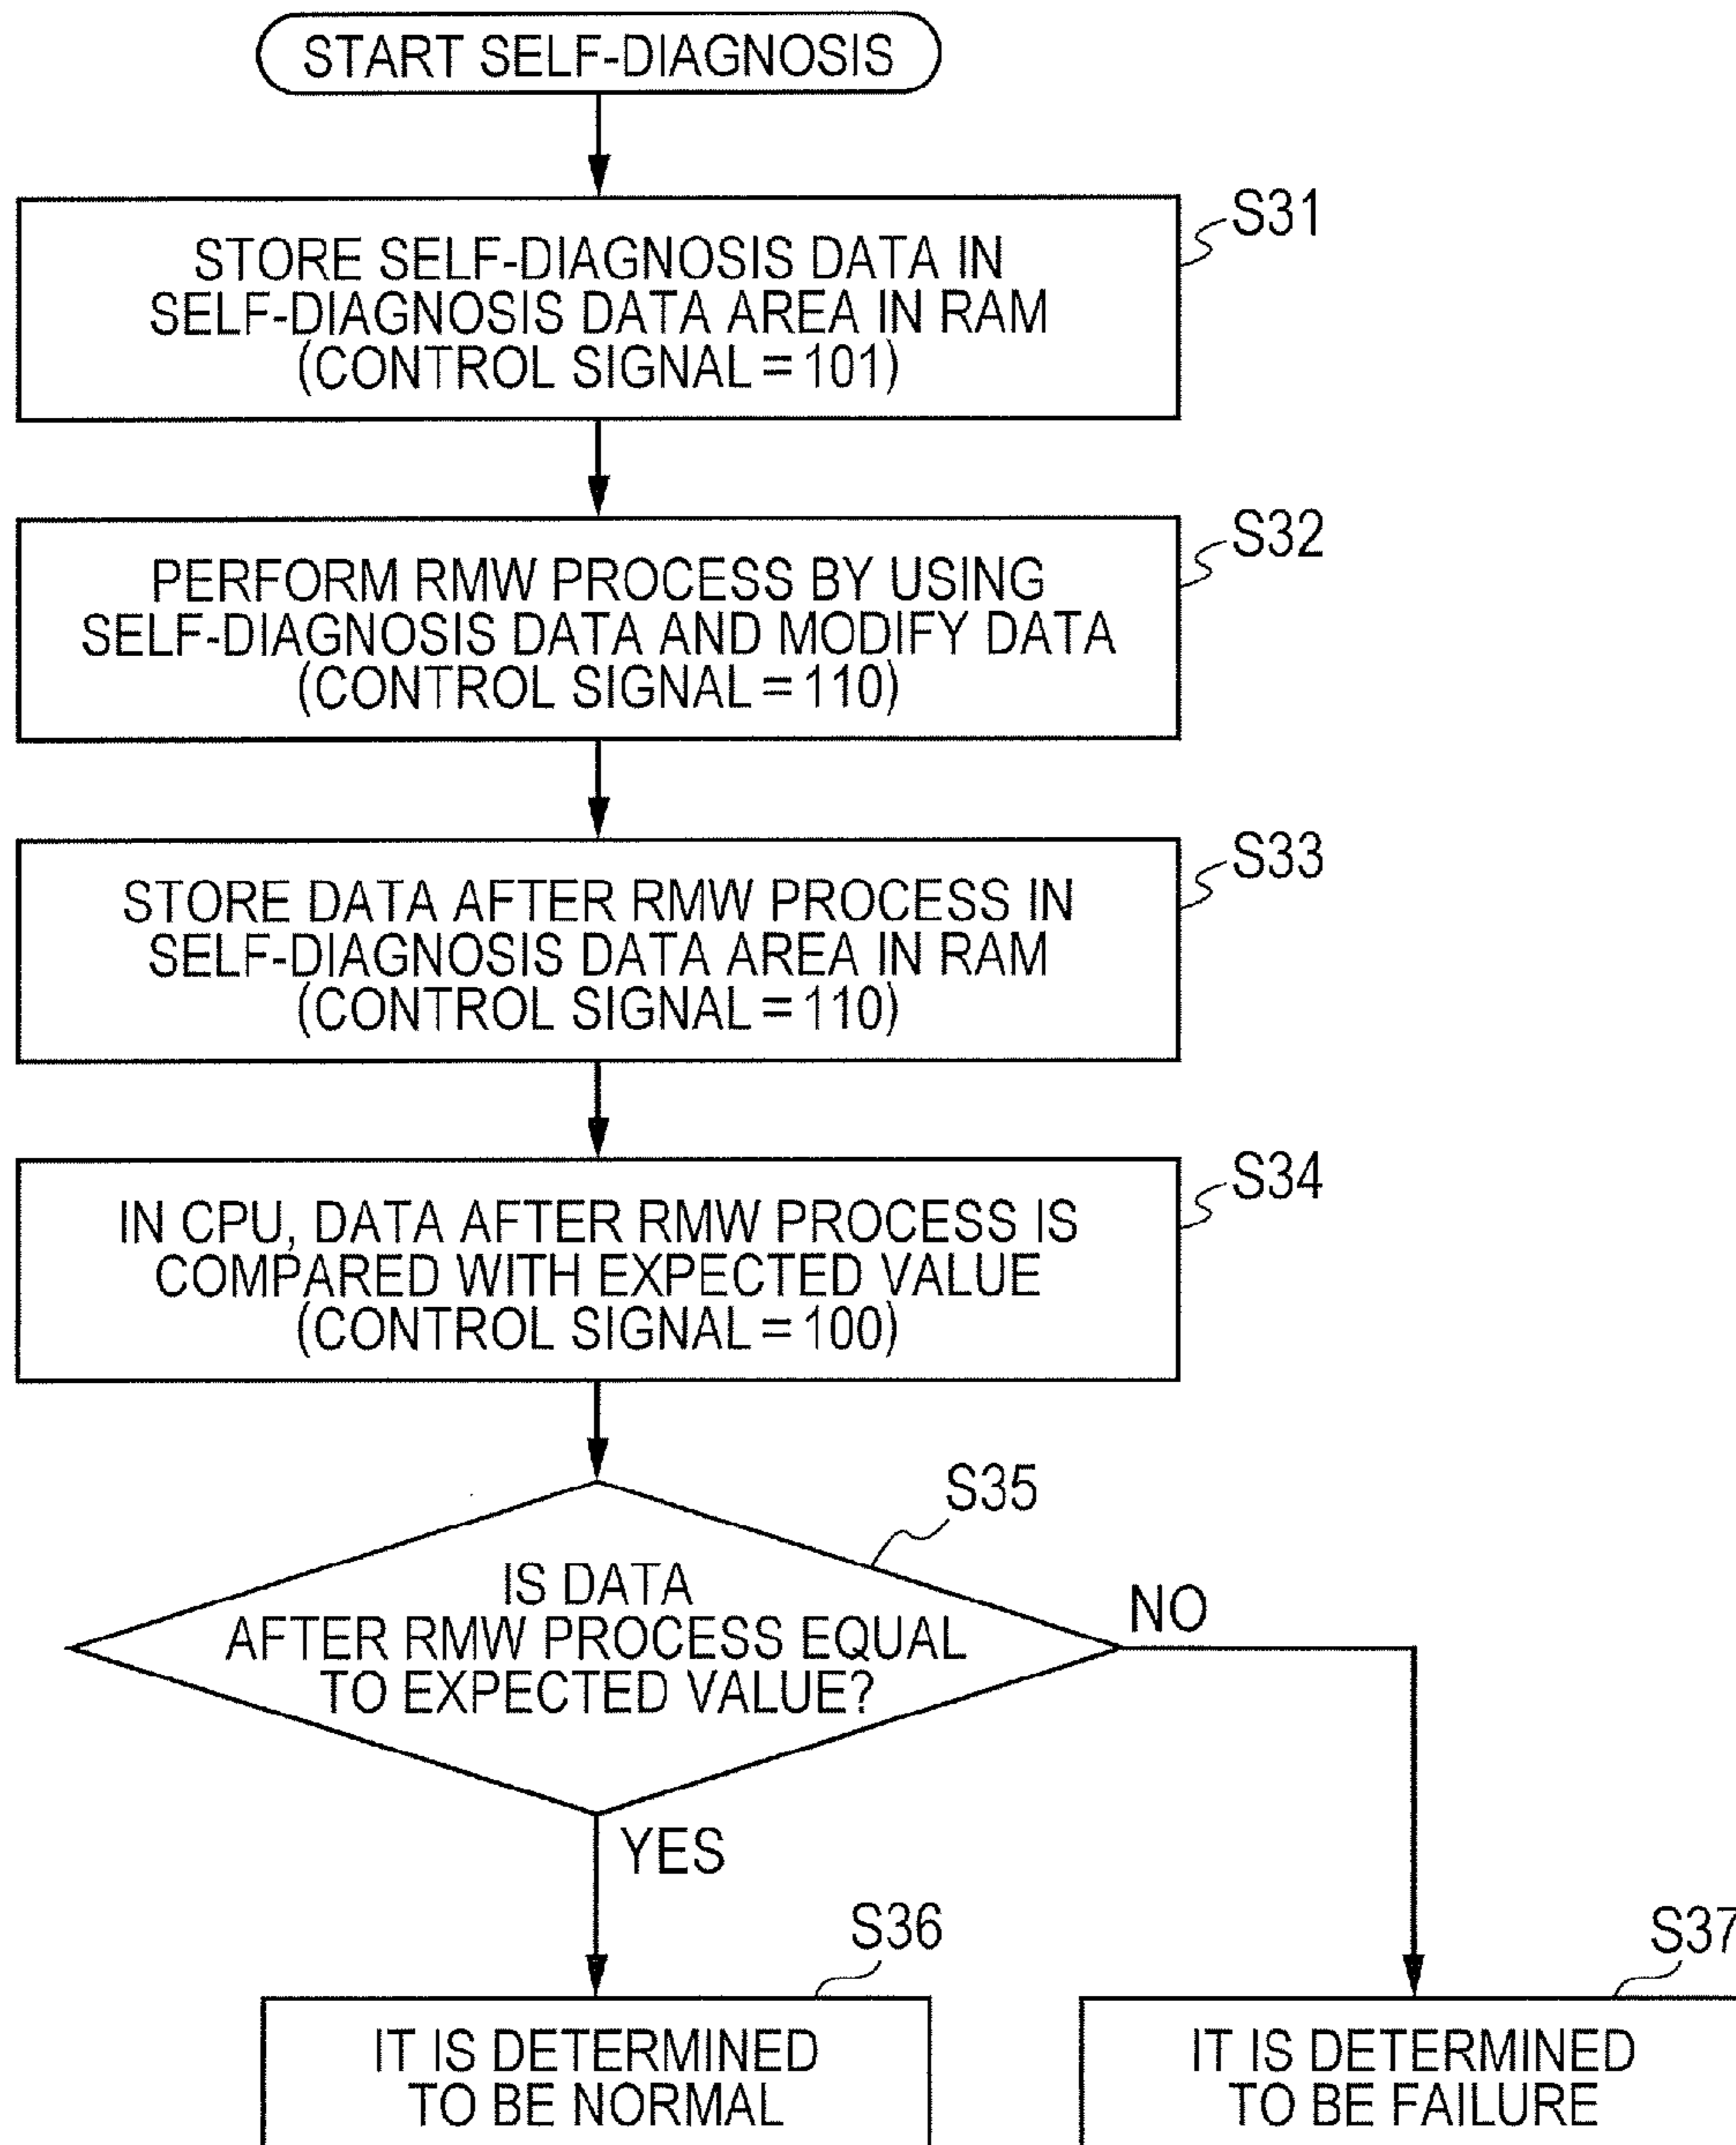 START SELF-DIAGNOSIS
S31
STORE SELF-DIAGNOSIS DATA IN
SELF-DIAGNOSIS DATA AREA IN RAM
(CONTROL SIGNAL = 101)
S32
PERFORM RMW PROCESS BY USING
SELF-DIAGNOSIS DATA AND MODIFY DATA
(CONTROL SIGNAL = 110)
S33
STORE DATA AFTER RMW PROCESS IN
SELF-DIAGNOSIS DATA AREA IN RAM
(CONTROL SIGNAL = 110)
S34
IN CPU, DATA AFTER RMW PROCESS IS
COMPARED WITH EXPECTED VALUE
(CONTROL SIGNAL = 100)
S35
IS DATA
AFTER RMW PROCESS EQUAL
TO EXPECTED VALUE?
NO
YES
S36
IT IS DETERMINED
TO BE NORMAL
S37
IT IS DETERMINED
TO BE FAILURE